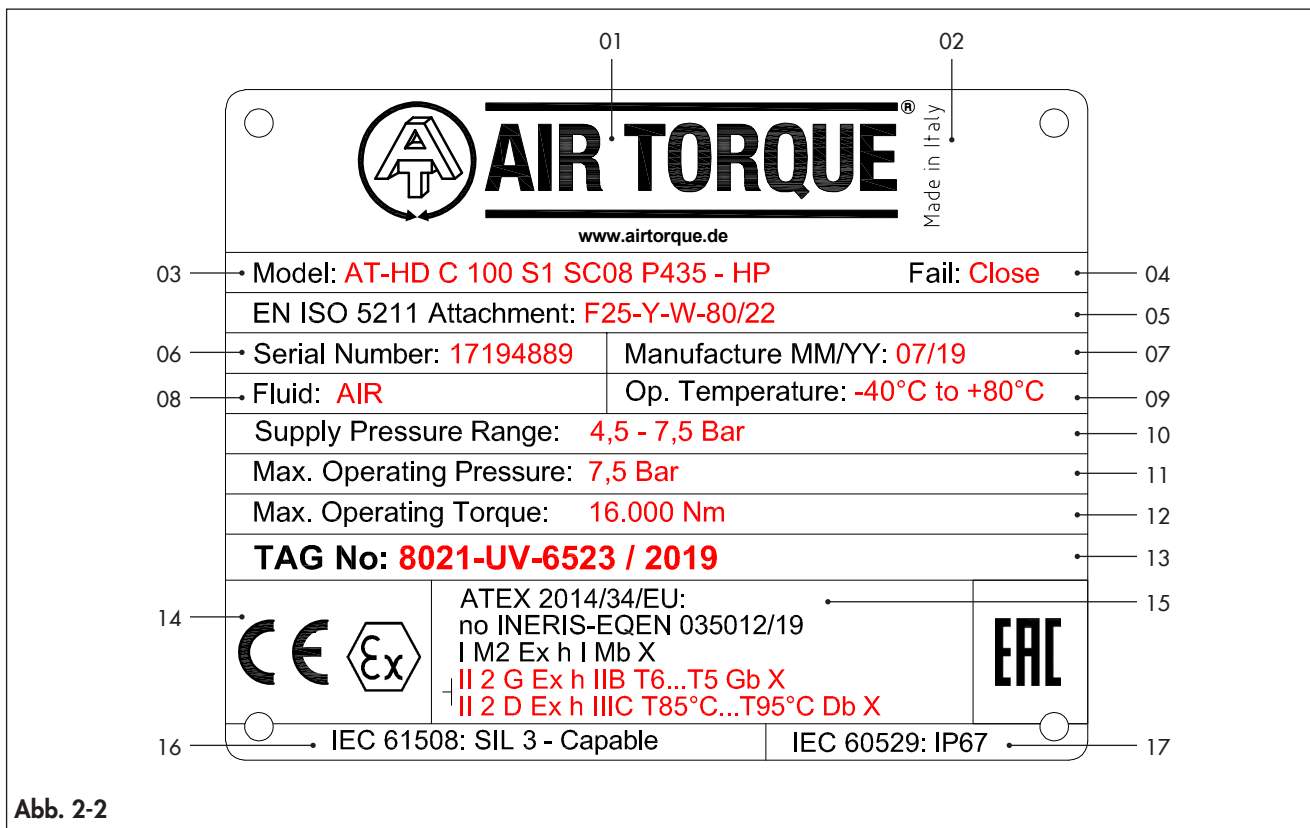 01 02
AIR TORQUE ®
Made in Italy
www.airtorque.de
03 Model: AT-HD C 100 S1 SC08 P435 - HP Fail: Close 04
EN ISO 5211 Attachment: F25-Y-W-80/22 05
06 Serial Number: 17194889 Manufacture MM/YY: 07/19 07
08 Fluid: AIR Op. Temperature: -40°C to +80°C 09
Supply Pressure Range: 4,5 - 7,5 Bar 10
Max. Operating Pressure: 7,5 Bar 11
Max. Operating Torque: 16.000 Nm 12
TAG No: 8021-UV-6523 / 2019 13
14 CE Ex
ATEX 2014/34/EU: 15
no INERIS-EQEN 035012/19
I M2 Ex h I Mb X
II 2 G Ex h IIB T6...T5 Gb X
II 2 D Ex h IIIC T85°C...T95°C Db X
EAC
16 IEC 61508: SIL 3 - Capable IEC 60529: IP67 17
Abb. 2-2